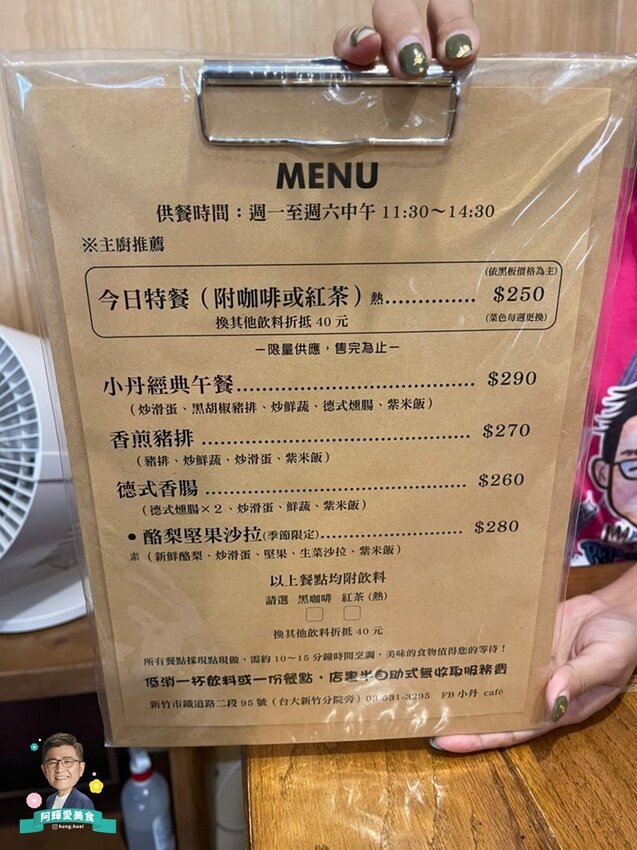 MENU
供餐時間：週一至週六中午 11:30～14:30
※主廚推薦
(依黑板價格為主)
今日特餐（附咖啡或紅茶）熱.............. $250
換其他飲料折抵 40 元 (菜色每週更換)
－限量供應，售完為止－
小丹經典午餐.................................... $290
（炒滑蛋、黑胡椒豬排、炒鮮蔬、德式燻腸、紫米飯）
香煎豬排 .......................................... $270
（豬排、炒鮮蔬、炒滑蛋、紫米飯）
德式香腸 .......................................... $260
（德式燻腸×２、炒滑蛋、鮮蔬、紫米飯）
• 酪梨堅果沙拉(季節限定)...................... $280
素（新鮮酪梨、炒滑蛋、堅果、生菜沙拉、紫米飯）
以上餐點均附飲料
請選 黑咖啡 紅茶 (熱)
□ □
換其他飲料折抵 40 元
所有餐點採現點現做，需約 10～15 分鐘時間烹調，美味的食物值得您的等待！
低消一杯飲料或一份餐點，店裏半自助式無收取服務費
新竹市鐵道路二段 95 號（台大新竹分院旁）03-531-3295 FB 小丹 café
阿輝愛美食
hung.huei